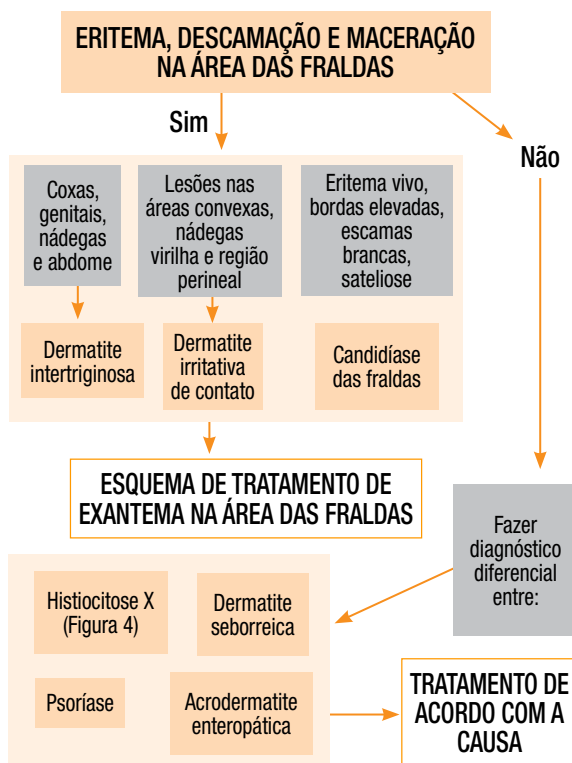 ERITEMA, DESCAMAÇÃO E MACERAÇÃO
NA ÁREA DAS FRALDAS
Sim
Não
Coxas,
genitais,
nádegas
e abdome
Lesões nas
áreas convexas,
nádegas
virilha e região
perineal
Eritema vivo,
bordas elevadas,
escamas
brancas,
sateliose
Dermatite
intertriginosa
Dermatite
irritativa
de contato
Candidíase
das fraldas
ESQUEMA DE TRATAMENTO DE
EXANTEMA NA ÁREA DAS FRALDAS
Fazer
diagnóstico
diferencial
entre:
Histiocitose X
(Figura 4)
Dermatite
seborreica
Psoríase
Acrodermatite
enteropática
TRATAMENTO DE
ACORDO COM A
CAUSA